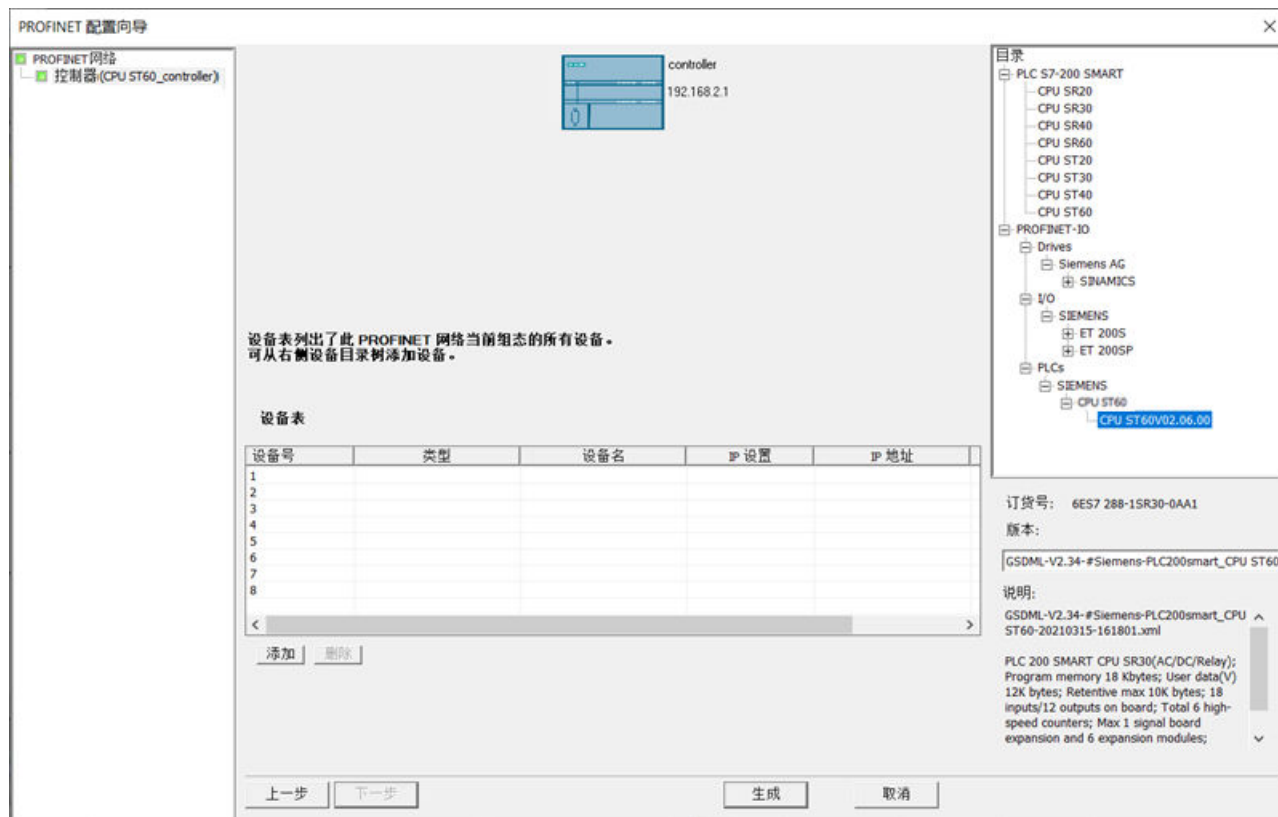 PROFINET 配置向导
PROFINET网络
控制器(CPU ST60_controller)
controller
192.168.2.1
设备表列出了此 PROFINET 网络当前组态的所有设备。
可从右侧设备目录树添加设备。
设备表
设备号 类型 设备名 IP 设置 IP 地址
1
2
3
4
5
6
7
8
添加 删除
上一步 下一步 生成 取消
目录
PLC S7-200 SMART
CPU SR20
CPU SR30
CPU SR40
CPU SR60
CPU ST20
CPU ST30
CPU ST40
CPU ST60
PROFINET-IO
Drives
Siemens AG
SINAMICS
I/O
SIEMENS
ET 200S
ET 200SP
PLCs
SIEMENS
CPU ST60
CPU ST60V02.06.00
订货号: 6ES7 288-1SR30-0AA1
版本:
GSDML-V2.34-#Siemens-PLC200smart_CPU ST60
说明:
GSDML-V2.34-#Siemens-PLC200smart_CPU
ST60-20210315-161801.xml
PLC 200 SMART CPU SR30(AC/DC/Relay);
Program memory 18 Kbytes; User data(V)
12K bytes; Retentive max 10K bytes; 18
inputs/12 outputs on board; Total 6 high-
speed counters; Max 1 signal board
expansion and 6 expansion modules;